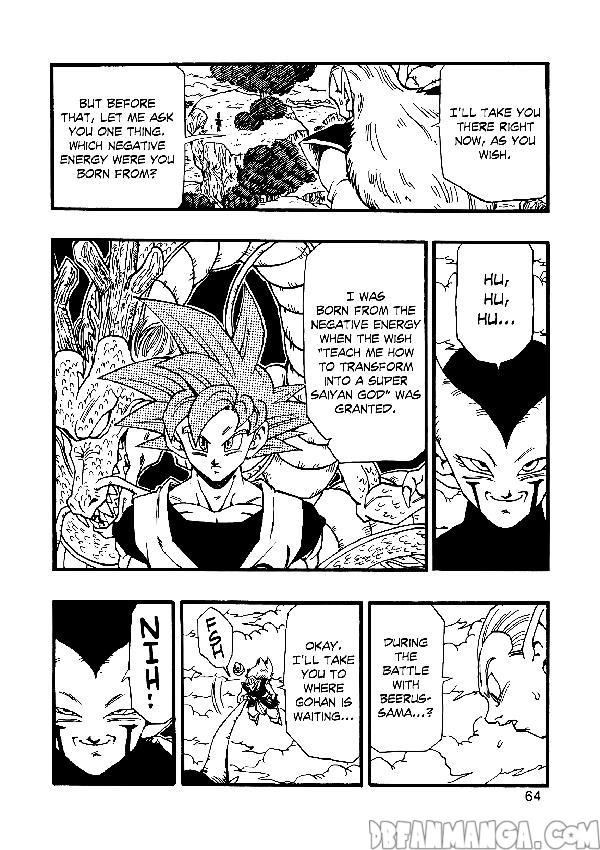 I'LL TAKE YOU
THERE RIGHT
NOW, AS YOU
WISH.
BUT BEFORE
THAT, LET ME ASK
YOU ONE THING.
WHICH NEGATIVE
ENERGY WERE YOU
BORN FROM?
HU,
HU,
HU...
I WAS
BORN FROM THE
NEGATIVE ENERGY
WHEN THE WISH
"TEACH ME HOW
TO TRANSFORM
INTO A SUPER
SAIYAN GOD" WAS
GRANTED.
DURING
THE
BATTLE
WITH
BEERUS-
SAMA...?
OKAY.
I'LL TAKE
YOU TO
WHERE
GOHAN IS
WAITING...
FSH
NIH..
64
DBFANMANGA.COM